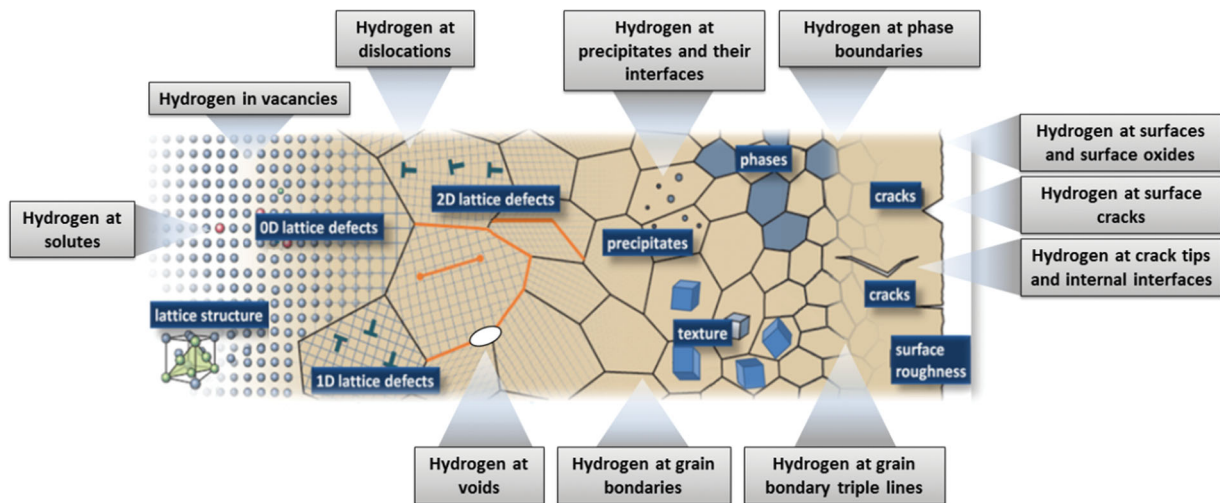 Hydrogen at
dislocations
Hydrogen at
precipitates and their
interfaces
Hydrogen at phase
boundaries
Hydrogen in vacancies
Hydrogen at surfaces
and surface oxides
phases
cracks
2D lattice defects
Hydrogen at surface
cracks
Hydrogen at
solutes
0D lattice defects
precipitates
Hydrogen at crack tips
and internal interfaces
cracks
lattice structure
texture
surface
roughness
1D lattice defects
Hydrogen at
voids
Hydrogen at grain
bondaries
Hydrogen at grain
bondary triple lines